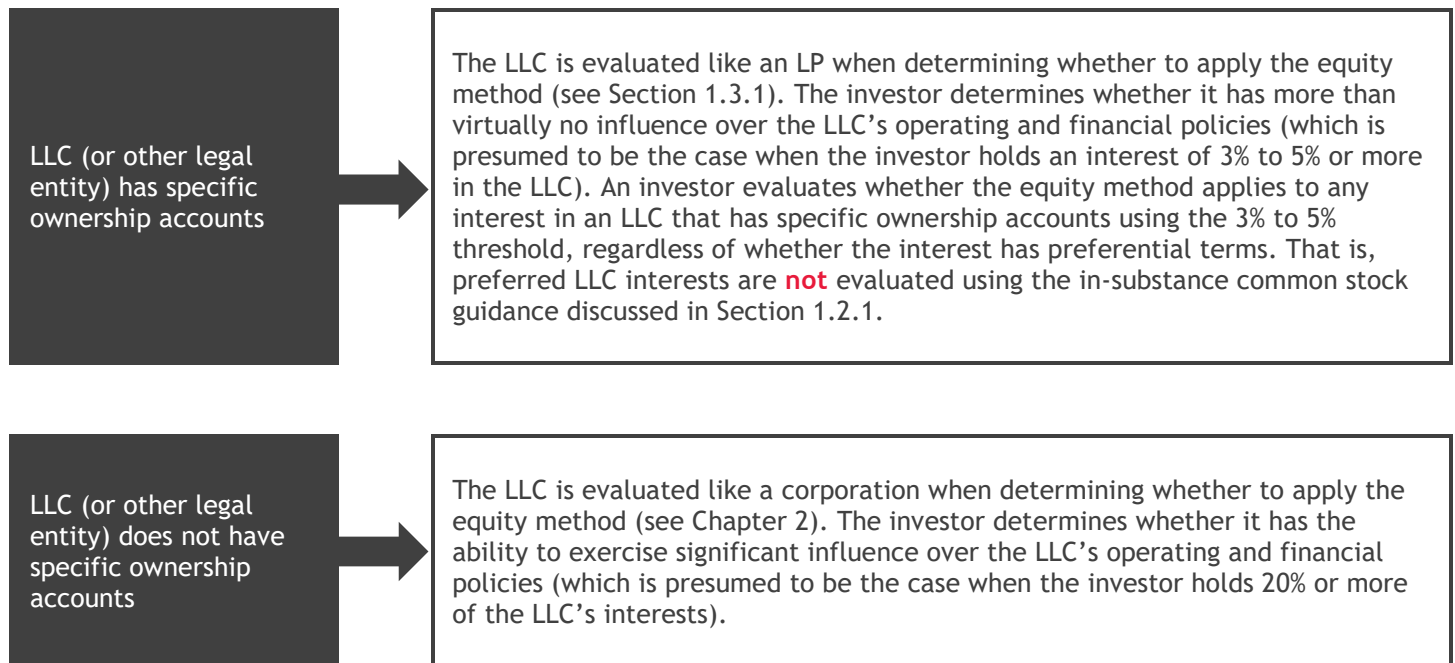 LLC (or other legal
entity) has specific
ownership accounts
The LLC is evaluated like an LP when determining whether to apply the equity
method (see Section 1.3.1). The investor determines whether it has more than
virtually no influence over the LLC’s operating and financial policies (which is
presumed to be the case when the investor holds an interest of 3% to 5% or more
in the LLC). An investor evaluates whether the equity method applies to any
interest in an LLC that has specific ownership accounts using the 3% to 5%
threshold, regardless of whether the interest has preferential terms. That is,
preferred LLC interests are not evaluated using the in-substance common stock
guidance discussed in Section 1.2.1.
LLC (or other legal
entity) does not have
specific ownership
accounts
The LLC is evaluated like a corporation when determining whether to apply the
equity method (see Chapter 2). The investor determines whether it has the
ability to exercise significant influence over the LLC’s operating and financial
policies (which is presumed to be the case when the investor holds 20% or more
of the LLC’s interests).